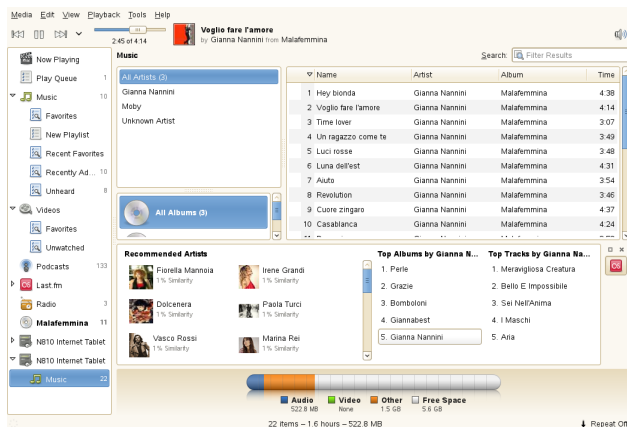 Media Edit View Playback Tools Help
Voglio fare l'amore
by Gianna Nannini from Malafemmina
2:45 of 4:14
Now Playing
Play Queue 1
Music 10
Favorites
New Playlist
Recent Favorites
Recently Ad... 10
Unheard 8
Videos
Favorites
Unwatched
Podcasts 133
Last.fm
Radio 3
Malafemmina 11
N810 Internet Tablet
N810 Internet Tablet
Music 22
Music
Search: Filter Results
All Artists (3)
Gianna Nannini
Moby
Unknown Artist
All Albums (3)
Name Artist Album Time
1 Hey bionda Gianna Nannini Malafemmina 4:38
2 Voglio fare l'amore Gianna Nannini Malafemmina 4:14
3 Time lover Gianna Nannini Malafemmina 3:07
4 Un ragazzo come te Gianna Nannini Malafemmina 3:49
5 Luci rosse Gianna Nannini Malafemmina 3:48
6 Luna dell'est Gianna Nannini Malafemmina 4:31
7 Aiuto Gianna Nannini Malafemmina 3:54
8 Revolution Gianna Nannini Malafemmina 3:46
9 Cuore zingaro Gianna Nannini Malafemmina 4:37
10 Casablanca Gianna Nannini Malafemmina 4:24
Recommended Artists
Fiorella Mannoia
1% Similarity
Irene Grandi
1% Similarity
Dolcenera
1% Similarity
Paola Turci
1% Similarity
Vasco Rossi
1% Similarity
Marina Rei
1% Similarity
Top Albums by Gianna N...
1. Perle
2. Grazie
3. Bomboloni
4. Giannabest
5. Gianna Nannini
Top Tracks by Gianna Na...
1. Meravigliosa Creatura
2. Bello E Impossibile
3. Sei Nell'Anima
4. I Maschi
5. Aria
Audio Video Other Free Space
522.8 MB None 1.5 GB 5.6 GB
22 items – 1.6 hours – 522.8 MB
Repeat Off